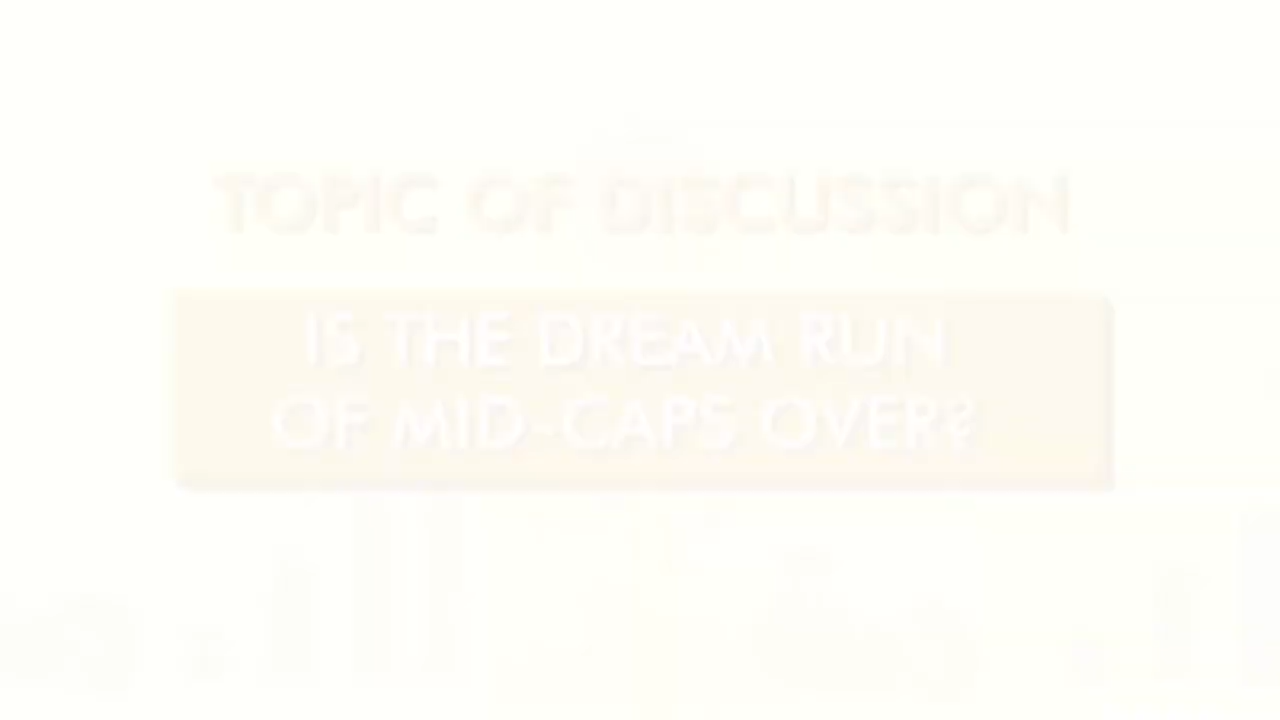 TOPIC OF DISCUSSION
IS THE DREAM RUN
OF MID-CAPS OVER?